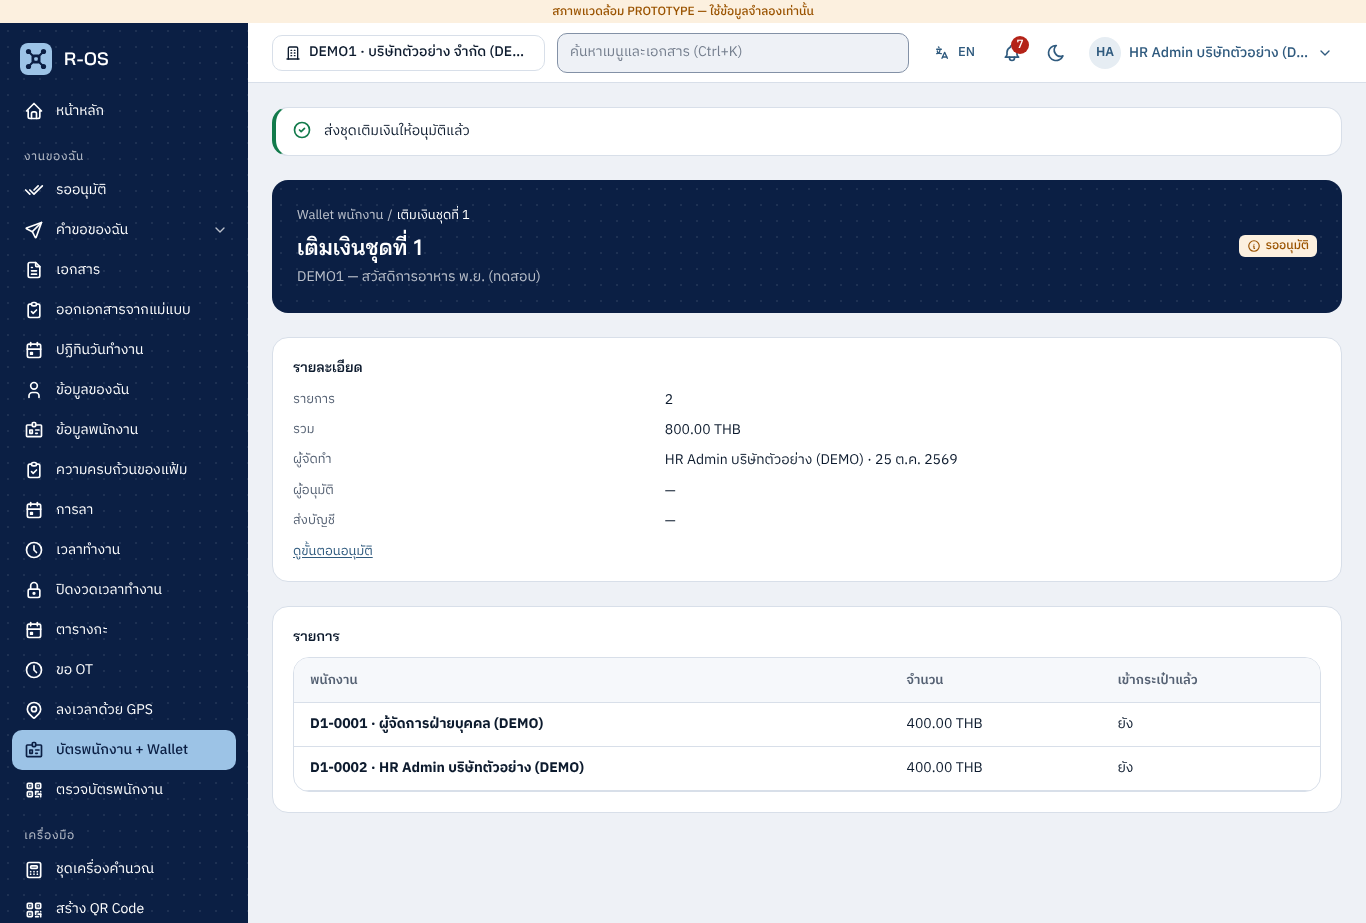 สภาพแวดล้อม PROTOTYPE — ใช้ข้อมูลจำลองเท่านั้น
R-OS
DEMO1 · บริษัทตัวอย่าง จำกัด (DE...
ค้นหาเมนูและเอกสาร (Ctrl+K)
EN
7
HA
HR Admin บริษัทตัวอย่าง (D...
หน้าหลัก
งานของฉัน
รออนุมัติ
คำขอของฉัน
เอกสาร
ออกเอกสารจากแม่แบบ
ปฏิทินวันทำงาน
ข้อมูลของฉัน
ข้อมูลพนักงาน
ความครบถ้วนของแฟ้ม
การลา
เวลาทำงาน
ปิดงวดเวลาทำงาน
ตารางกะ
ขอ OT
ลงเวลาด้วย GPS
บัตรพนักงาน + Wallet
ตรวจบัตรพนักงาน
เครื่องมือ
ชุดเครื่องคำนวณ
สร้าง QR Code
ส่งชุดเติมเงินให้อนุมัติแล้ว
Wallet พนักงาน / เติมเงินชุดที่ 1
เติมเงินชุดที่ 1
DEMO1 — สวัสดิการอาหาร พ.ย. (ทดสอบ)
รออนุมัติ
รายละเอียด
รายการ 2
รวม 800.00 THB
ผู้จัดทำ HR Admin บริษัทตัวอย่าง (DEMO) · 25 ต.ค. 2569
ผู้อนุมัติ —
ส่งบัญชี —
ดูขั้นตอนอนุมัติ
รายการ
พนักงาน จำนวน เข้ากระเป๋าแล้ว
D1-0001 · ผู้จัดการฝ่ายบุคคล (DEMO) 400.00 THB ยัง
D1-0002 · HR Admin บริษัทตัวอย่าง (DEMO) 400.00 THB ยัง